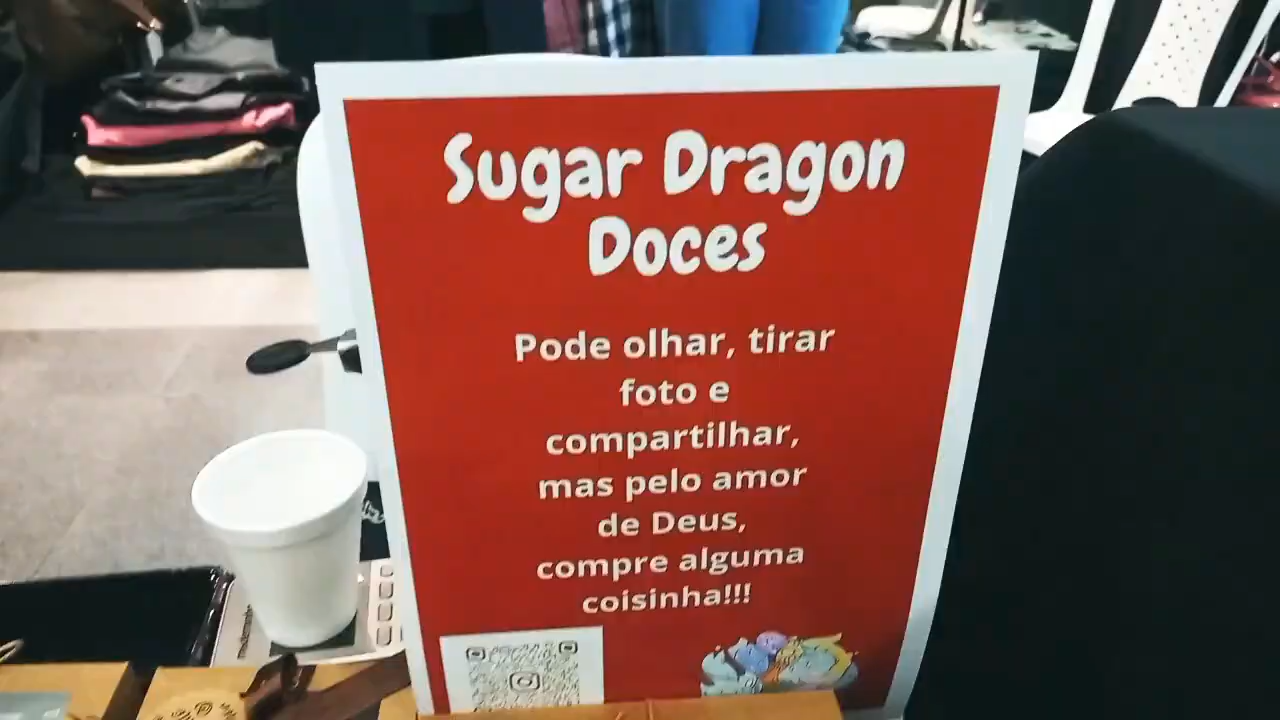 Sugar Dragon
Doces
Pode olhar, tirar
foto e
compartilhar,
mas pelo amor
de Deus,
compre alguma
coisinha!!!